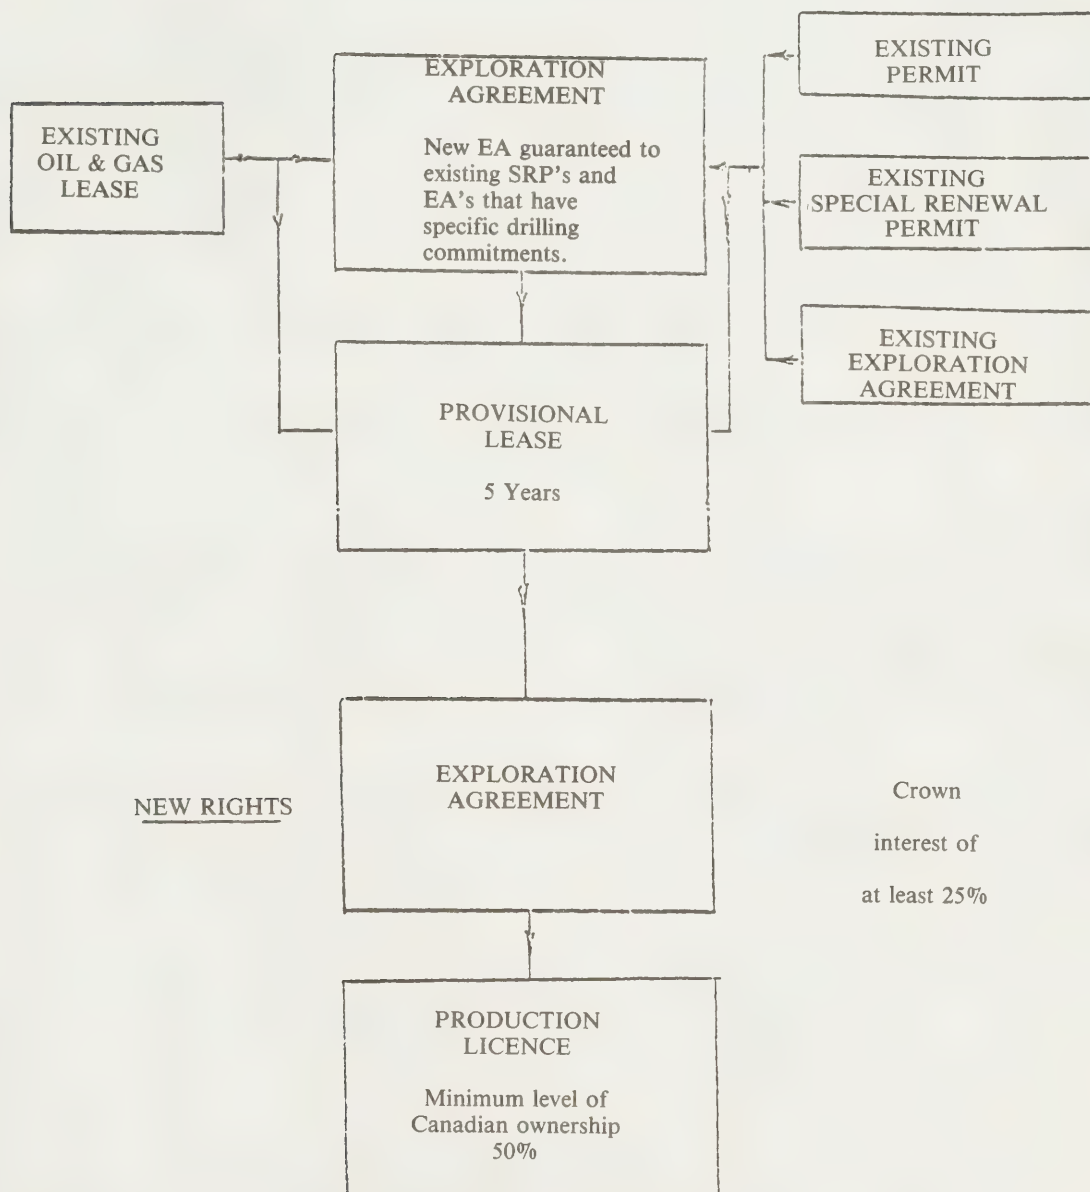 EXISTING
OIL & GAS
LEASE
EXPLORATION
AGREEMENT
New EA guaranteed to
existing SRP's and
EA's that have
specific drilling
commitments.
EXISTING
PERMIT
EXISTING
SPECIAL RENEWAL
PERMIT
EXISTING
EXPLORATION
AGREEMENT
PROVISIONAL
LEASE
5 Years
NEW RIGHTS
EXPLORATION
AGREEMENT
Crown
interest of
at least 25%
PRODUCTION
LICENCE
Minimum level of
Canadian ownership
50%